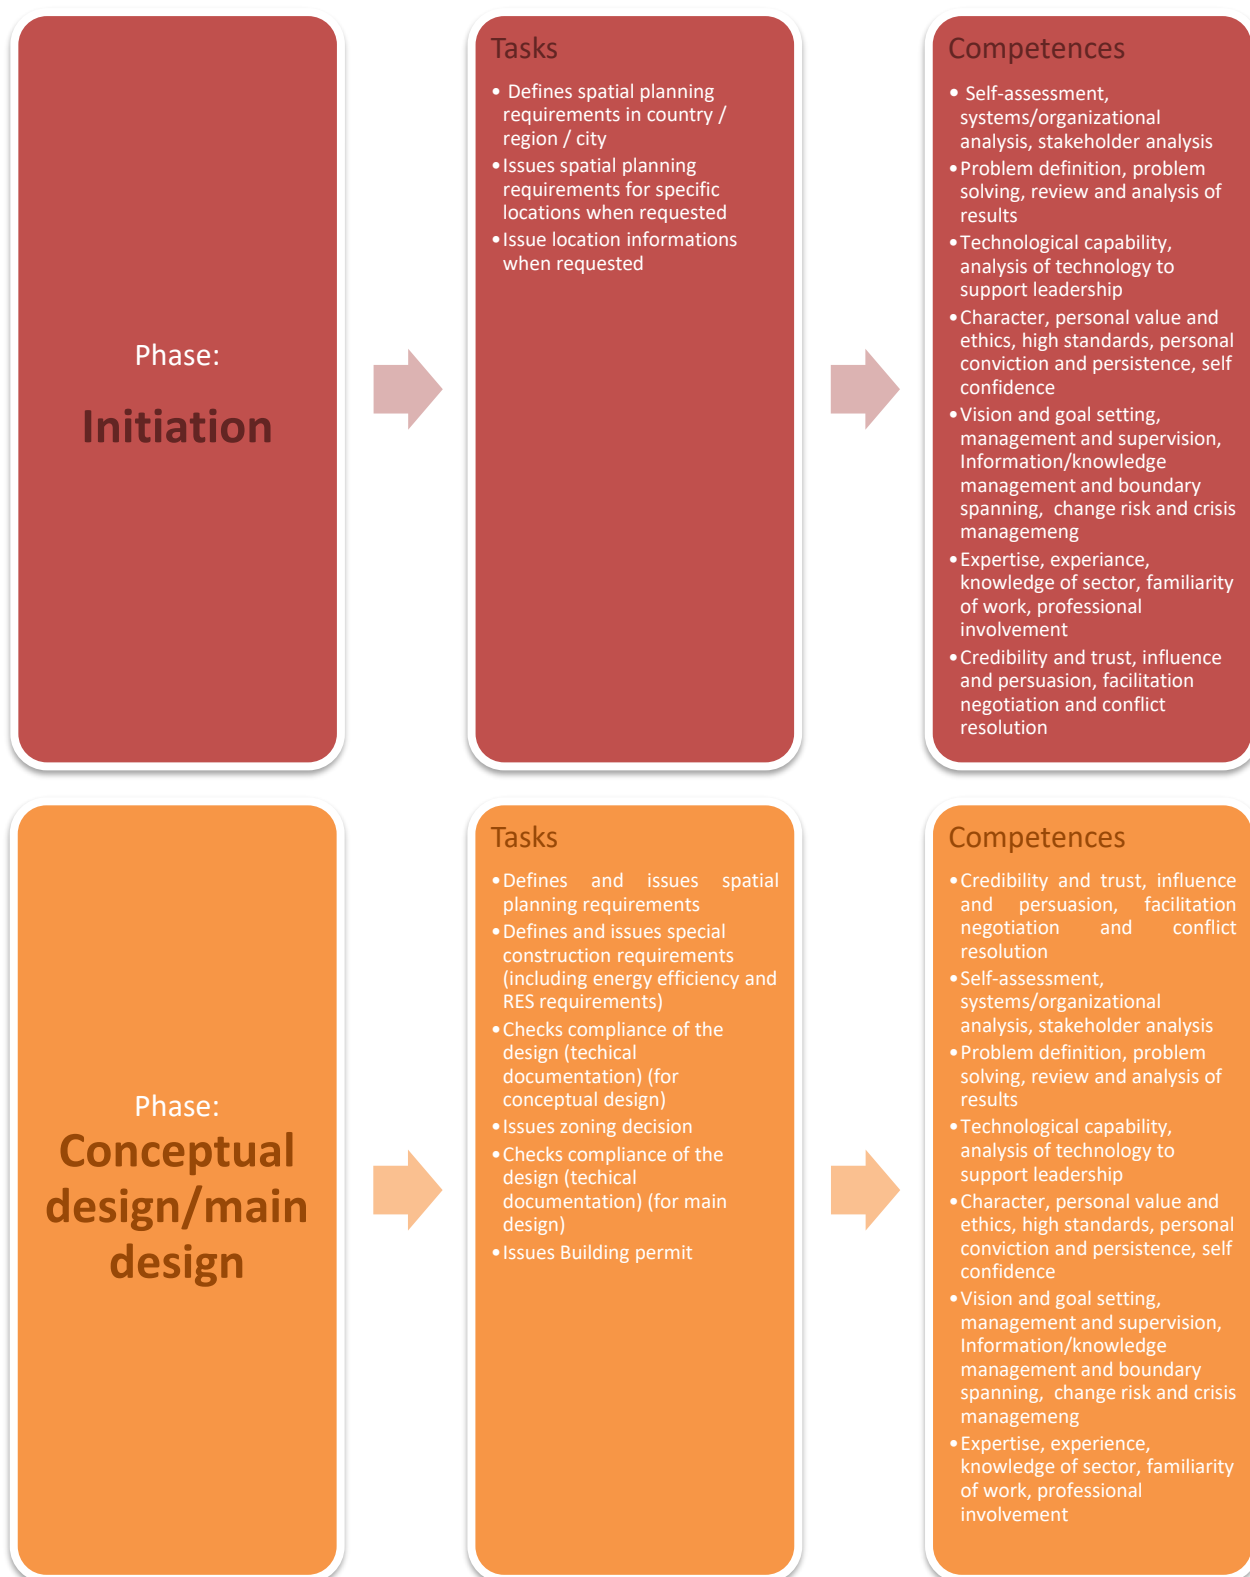 Phase:
Initiation
Tasks
• Defines spatial planning
requirements in country /
region / city
•Issues spatial planning
requirements for specific
locations when requested
•Issue location informations
when requested
Competences
• Self-assessment,
systems/organizational
analysis, stakeholder analysis
•Problem definition, problem
solving, review and analysis of
results
•Technological capability,
analysis of technology to
support leadership
•Character, personal value and
ethics, high standards, personal
conviction and persistence, self
confidence
•Vision and goal setting,
management and supervision,
Information/knowledge
management and boundary
spanning, change risk and crisis
managemeng
•Expertise, experiance,
knowledge of sector, familiarity
of work, professional
involvement
•Credibility and trust, influence
and persuasion, facilitation
negotiation and conflict
resolution
Phase:
Conceptual
design/main
design
Tasks
•Defines and issues spatial
planning requirements
•Defines and issues special
construction requirements
(including energy efficiency and
RES requirements)
•Checks compliance of the
design (techical
documentation) (for
conceptual design)
•Issues zoning decision
•Checks compliance of the
design (techical
documentation) (for main
design)
•Issues Building permit
Competences
•Credibility and trust, influence
and persuasion, facilitation
negotiation and conflict
resolution
•Self-assessment,
systems/organizational
analysis, stakeholder analysis
•Problem definition, problem
solving, review and analysis of
results
•Technological capability,
analysis of technology to
support leadership
•Character, personal value and
ethics, high standards, personal
conviction and persistence, self
confidence
•Vision and goal setting,
management and supervision,
Information/knowledge
management and boundary
spanning, change risk and crisis
managemeng
•Expertise, experience,
knowledge of sector, familiarity
of work, professional
involvement